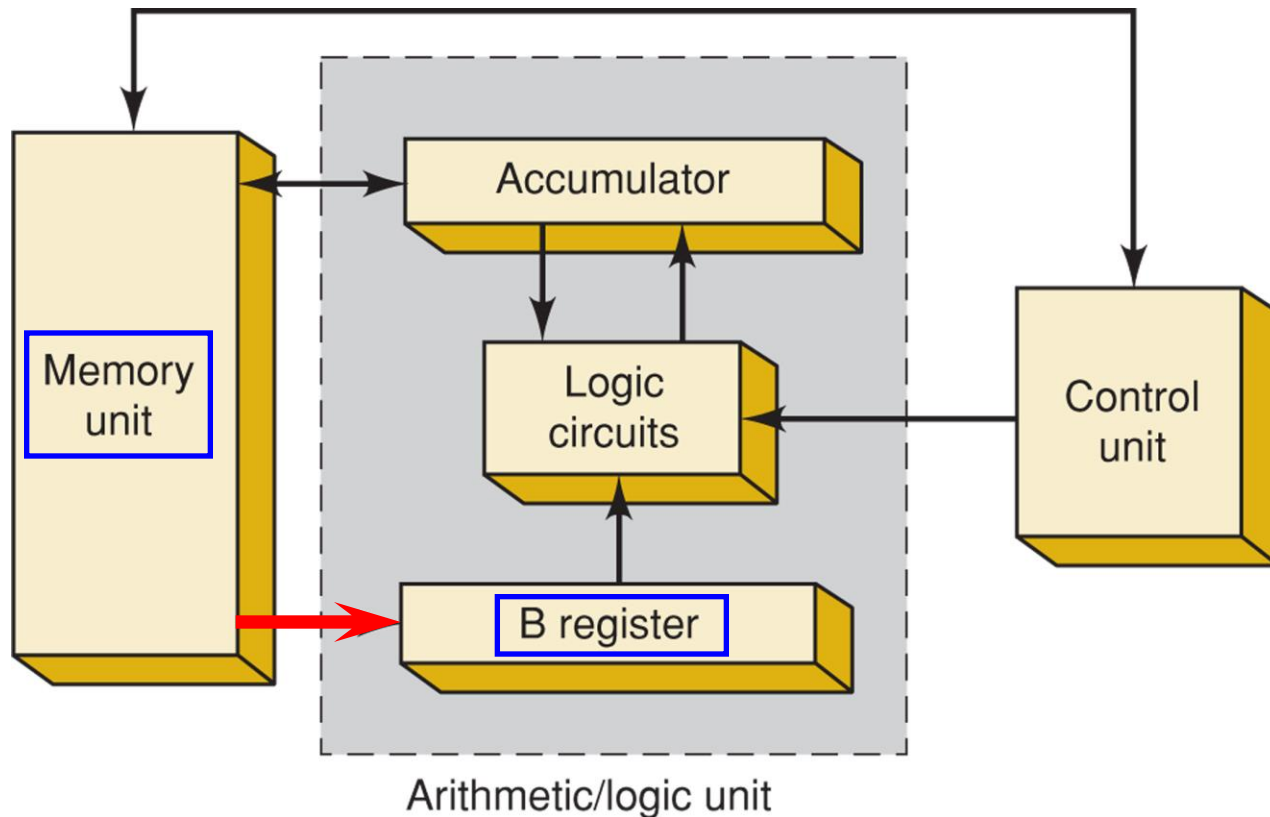 Accumulator
Memory
unit
Logic
circuits
Control
unit
B register
Arithmetic/logic unit